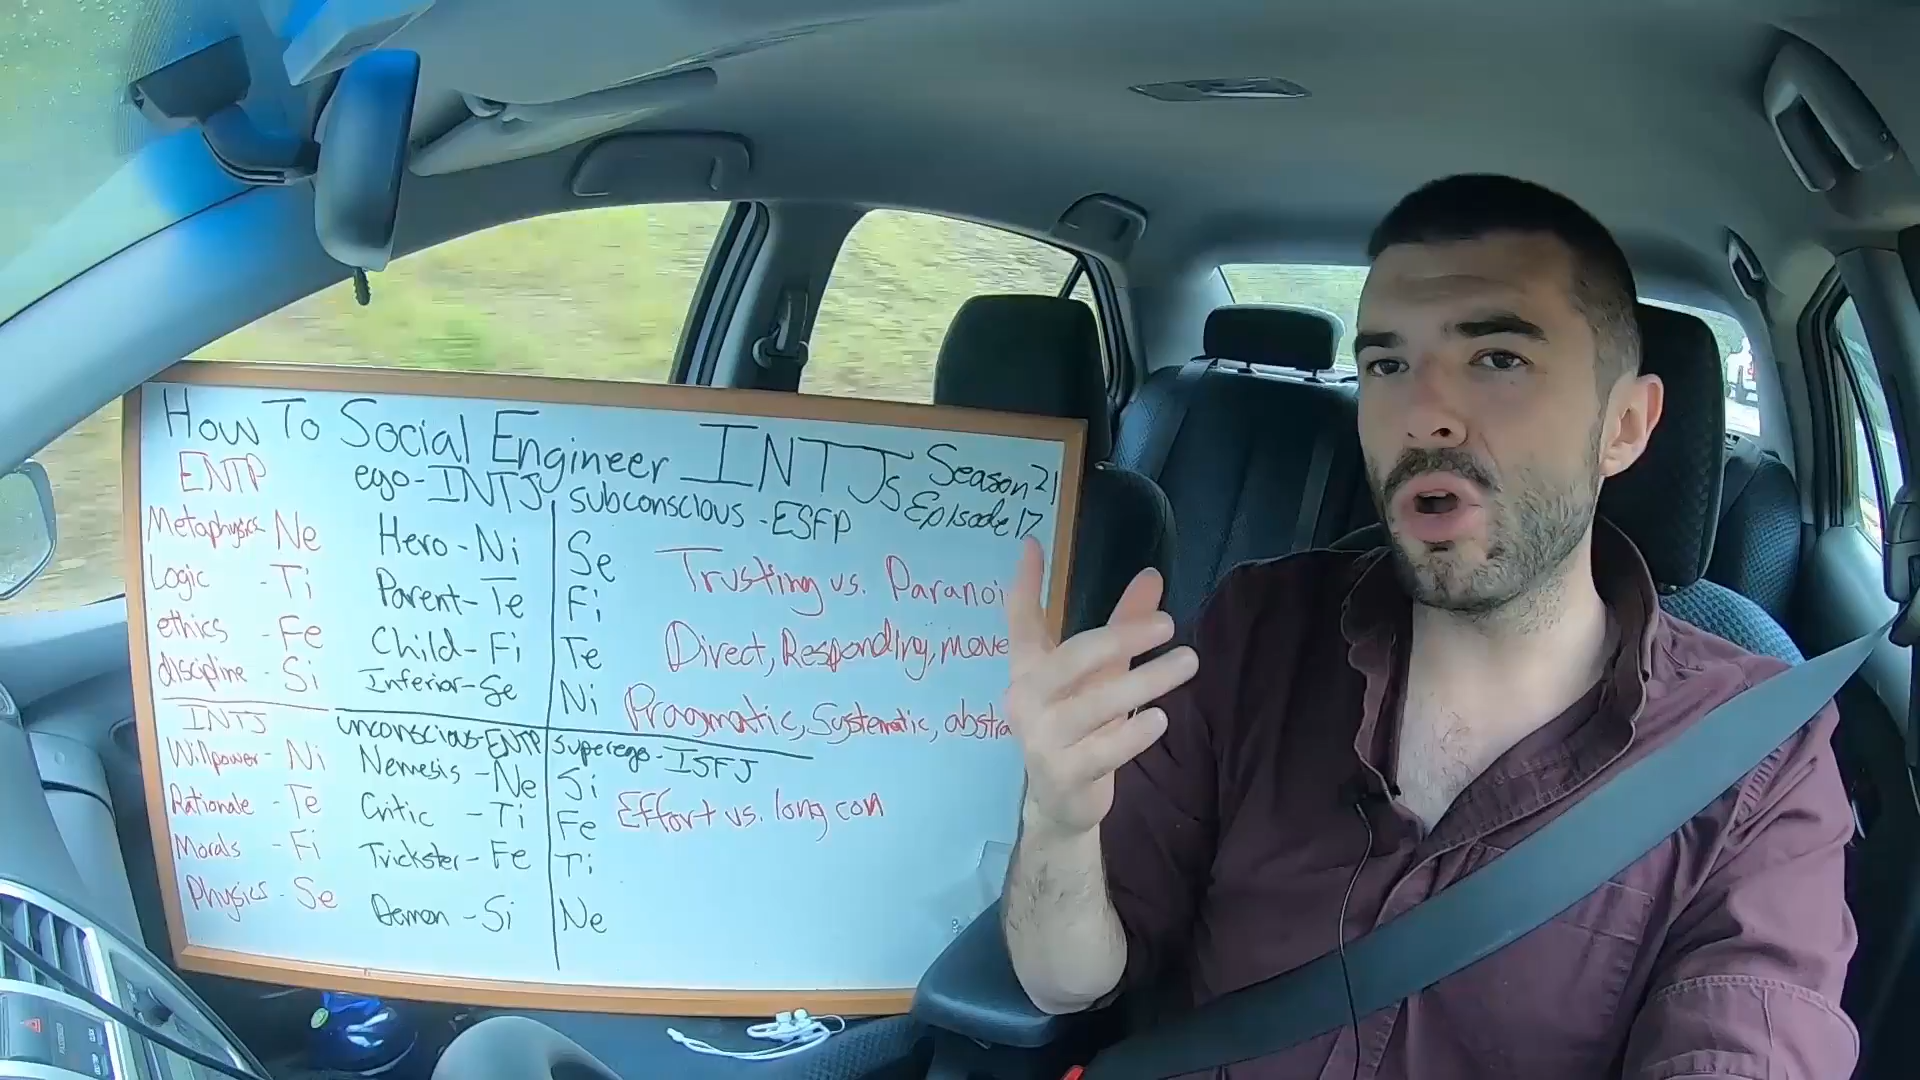 How To Social Engineer INTJs
Season 21
Episode 17
ENTP
Metaphysics - Ne
Logic - Ti
ethics - Fe
discipline - Si
INTJ
Willpower - Ni
Rationale - Te
Morals - Fi
Physics - Se
ego - INTJ
Hero - Ni
Parent - Te
Child - Fi
Inferior - Se
subconscious - ESFP
Se
Fi
Te
Ni
unconscious - ENTP
Nemesis - Ne
Critic - Ti
Trickster - Fe
Demon - Si
superego - ISFJ
Si
Fe
Ti
Ne
Trusting vs. Paranoi
Direct, Responding, move
Pragmatic, Systematic, abstra
Effort vs. long con